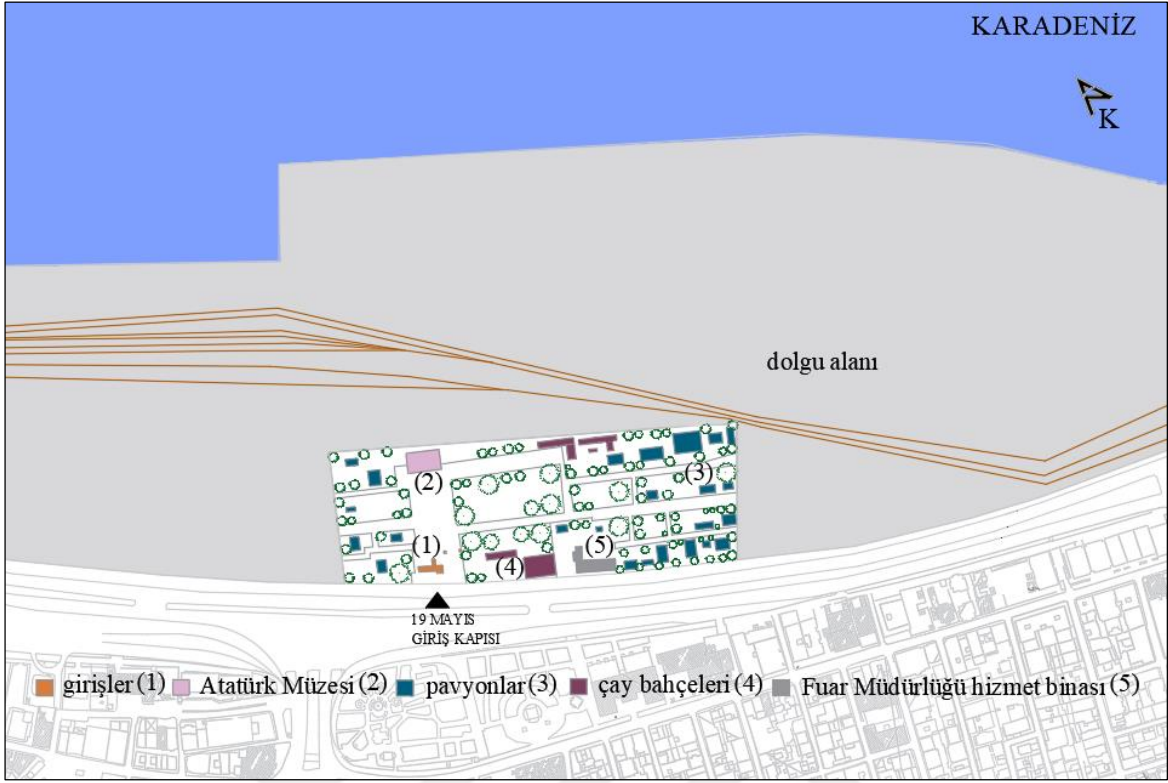 KARADENİZ
K
dolgu alanı
(2)
(3)
(1)
(5)
(4)
19 MAYIS
GİRİŞ KAPISI
girişler (1) Atatürk Müzesi (2) pavyonlar (3) çay bahçeleri (4) Fuar Müdürlüğü hizmet binası (5)